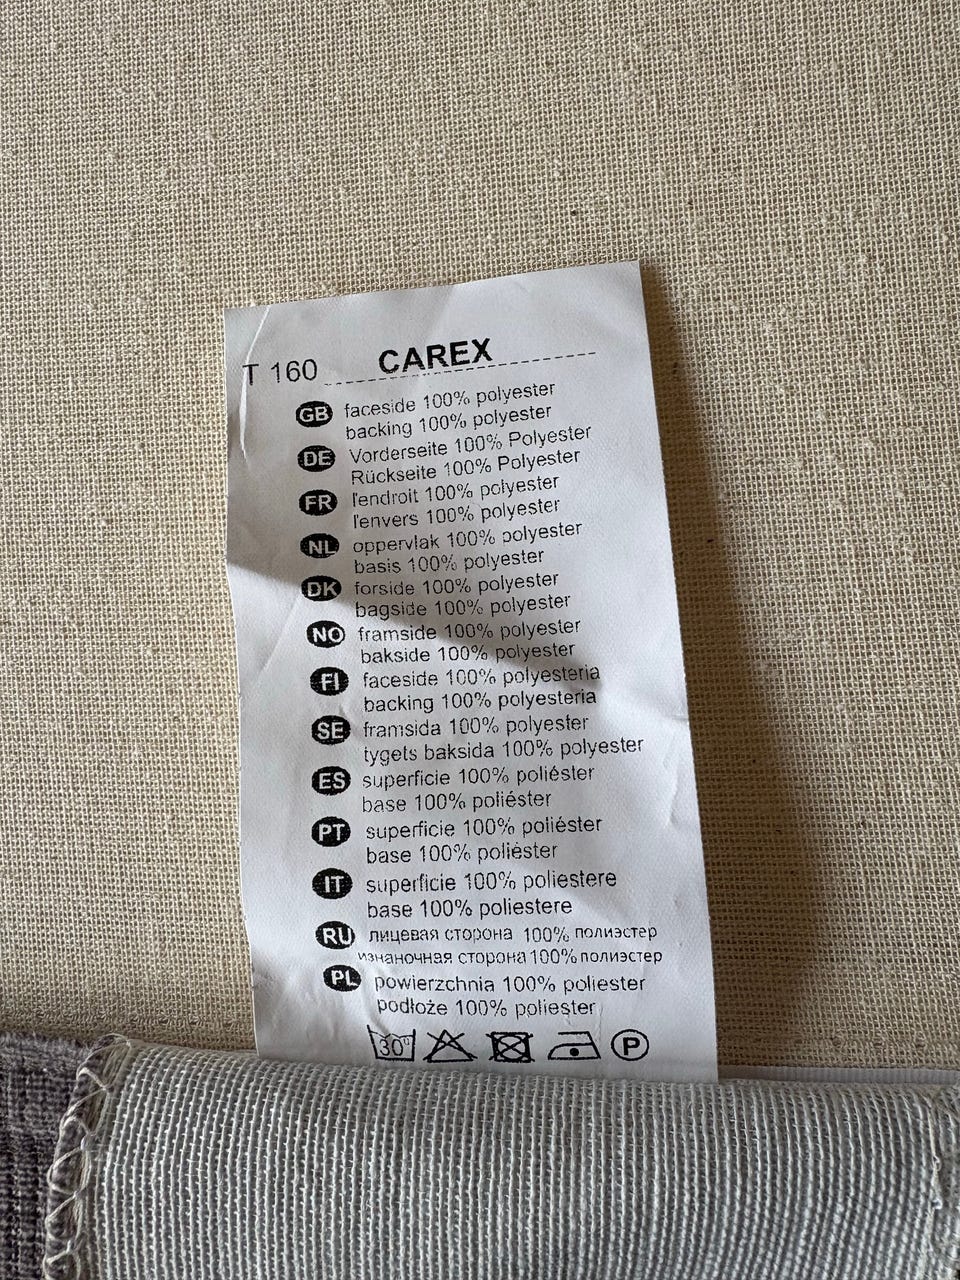 T 160 CAREX
GB faceside 100% polyester
backing 100% polyester
DE Vorderseite 100% Polyester
Rückseite 100% Polyester
FR l'endroit 100% polyester
l'envers 100% polyester
NL oppervlak 100% polyester
basis 100% polyester
DK forside 100% polyester
bagside 100% polyester
NO framside 100% polyester
bakside 100% polyester
FI faceside 100% polyesteria
backing 100% polyesteria
SE framsida 100% polyester
tygets baksida 100% polyester
ES superficie 100% poliéster
base 100% poliéster
PT superficie 100% poliéster
base 100% poliéster
IT superficie 100% poliestere
base 100% poliestere
RU лицевая сторона 100% полиэстер
изнаночная сторона 100% полиэстер
PL powierzchnia 100% poliester
podłoże 100% poliester
30° P